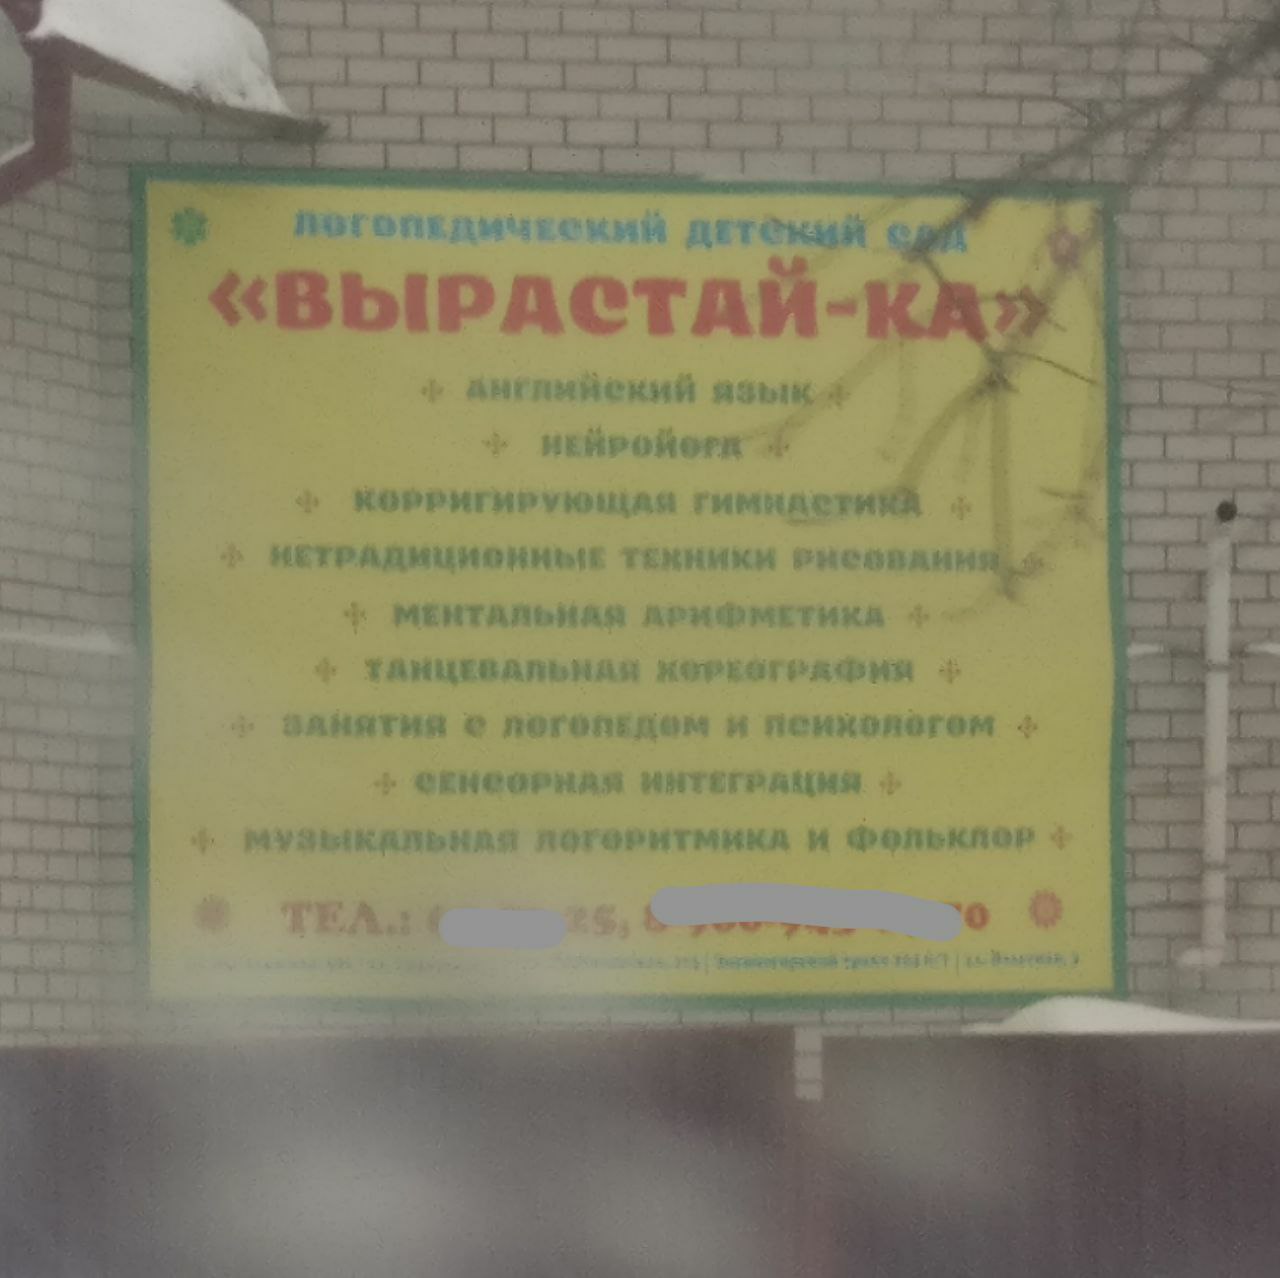 ЛОГОПЕДИЧЕСКИЙ ДЕТСКИЙ САД
«ВЫРАСТАЙ-КА»
АНГЛИЙСКИЙ ЯЗЫК
НЕЙРОЙОГА
КОРРИГИРУЮЩАЯ ГИМНАСТИКА
НЕТРАДИЦИОННЫЕ ТЕХНИКИ РИСОВАНИЯ
МЕНТАЛЬНАЯ АРИФМЕТИКА
ТАНЦЕВАЛЬНАЯ ХОРЕОГРАФИЯ
ЗАНЯТИЯ С ЛОГОПЕДОМ И ПСИХОЛОГОМ
СЕНСОРНАЯ ИНТЕГРАЦИЯ
МУЗЫКАЛЬНАЯ ЛОГОРИТМИКА И ФОЛЬКЛОР
ТЕЛ.: